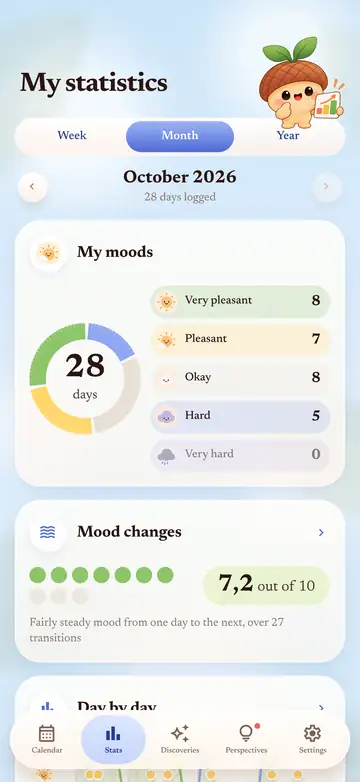 My statistics
Week
Month
Year
October 2026
28 days logged
My moods
28
days
Very pleasant 8
Pleasant 7
Okay 8
Hard 5
Very hard 0
Mood changes
7,2 out of 10
Fairly steady mood from one day to the next, over 27
transitions
Day by day
Calendar
Stats
Discoveries
Perspectives
Settings